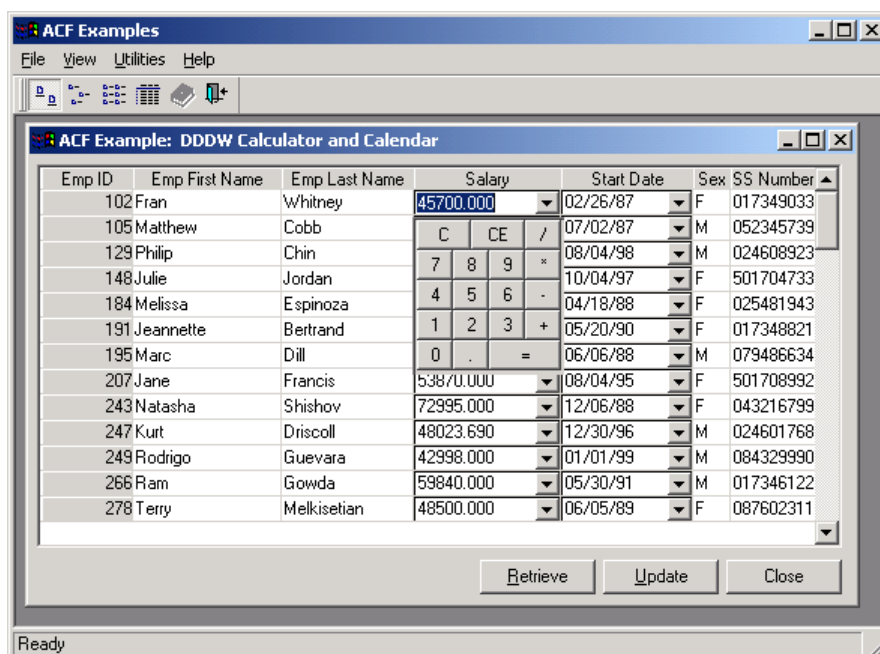 ACF Examples
File View Utilities Help
ACF Example: DDDW Calculator and Calendar
Emp ID Emp First Name Emp Last Name Salary Start Date Sex SS Number
102 Fran Whitney 45700.000 02/26/87 F 017349033
105 Matthew Cobb 07/02/87 M 052345739
C CE /
129 Philip Chin 08/04/98 M 024608923
7 8 9 *
148 Julie Jordan 10/04/97 F 501704733
4 5 6 -
184 Melissa Espinoza 04/18/88 F 025481943
191 Jeannette Bertrand 05/20/90 F 017348821
1 2 3 +
195 Marc Dill 06/06/88 M 079486634
0 . =
207 Jane Francis 53870.000 08/04/95 F 501708992
243 Natasha Shishov 72995.000 12/06/88 F 043216799
247 Kurt Driscoll 48023.690 12/30/96 M 024601768
249 Rodrigo Guevara 42998.000 01/01/99 M 084329990
266 Ram Gowda 59840.000 05/30/91 M 017346122
278 Terry Melkisetian 48500.000 06/05/89 F 087602311
Retrieve Update Close
Ready